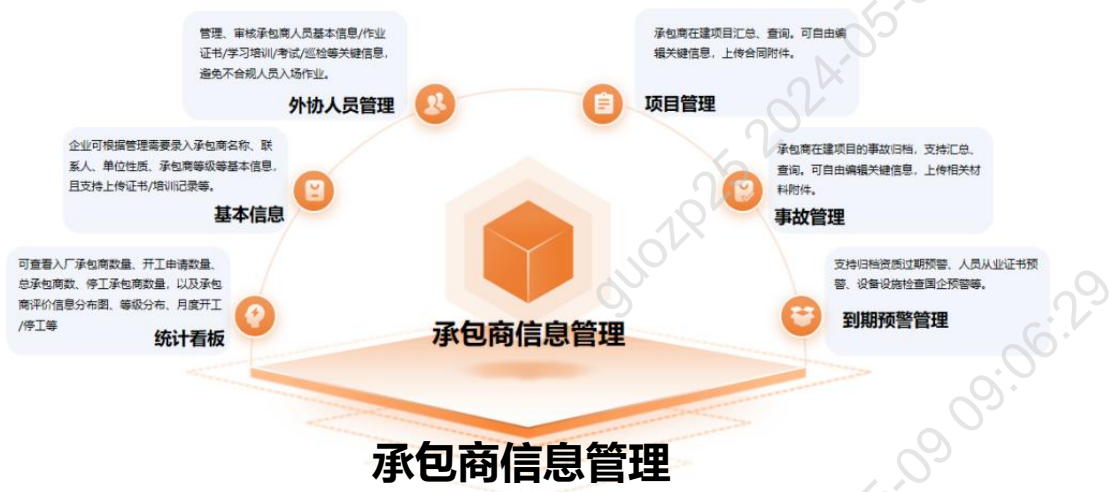 管理、审核承包商人员基本信息/作业
证书/学习培训/考试/巡检等关键信息，
避免不合规人员入场作业。
外协人员管理
承包商在建项目汇总、查询。可自由编
辑关键信息，上传合同附件。
项目管理
企业可根据管理需要录入承包商名称、联
系人、单位性质、承包商等级等基本信息，
且支持上传证书/培训记录等。
基本信息
承包商在建项目的事故归档，支持汇总、
查询。可自由编辑关键信息，上传相关材
料附件。
事故管理
可查看入厂承包商数量、开工申请数量、
总承包商数、停工承包商数量，以及承包
商评价信息分布图、等级分布、月度开工
/停工等
统计看板
支持归档资质过期预警、人员从业证书预
警、设备设施检查国企预警等。
到期预警管理
承包商信息管理
承包商信息管理
guozp25 2024-05-0
5-09 09:06:29